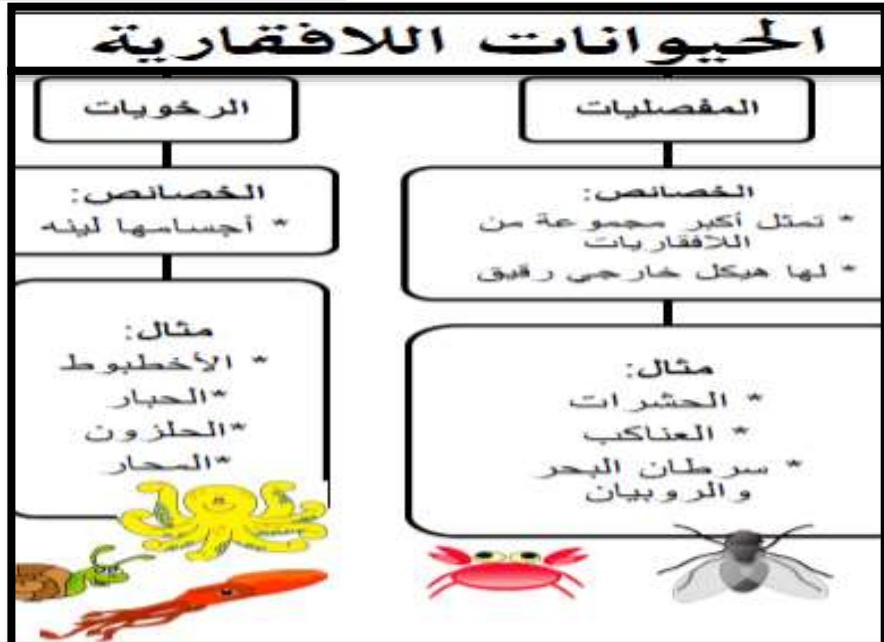 الحيوانات اللافقارية
المفصليات
الخصائص:
* تمثل أكبر مجموعة من
اللافقاريات
* لها هيكل خارجي رقيق
مثال:
* الحشرات
* العناكب
* سرطان البحر
والروبيان
الرخويات
الخصائص:
* أجسامها لينه
مثال:
* الأخطبوط
*الحبار
*الحلزون
*المحار